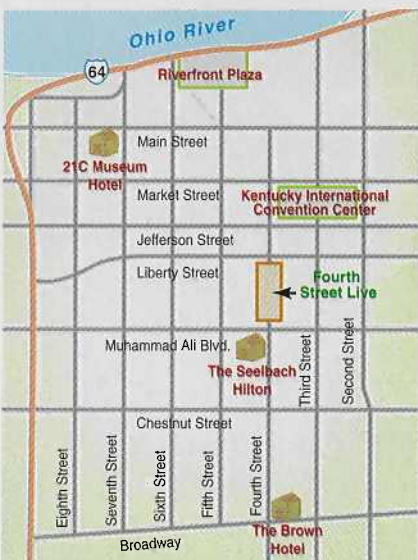 Ohio River
64
Riverfront Plaza
Main Street
21C Museum
Hotel
Market Street
Kentucky International
Convention Center
Jefferson Street
Liberty Street
Fourth
Street Live
Muhammad Ali Blvd.
The Seelbach
Hilton
Third Street
Second Street
Chestnut Street
Eighth Street
Seventh Street
Sixth Street
Fifth Street
Fourth Street
The Brown
Hotel
Broadway